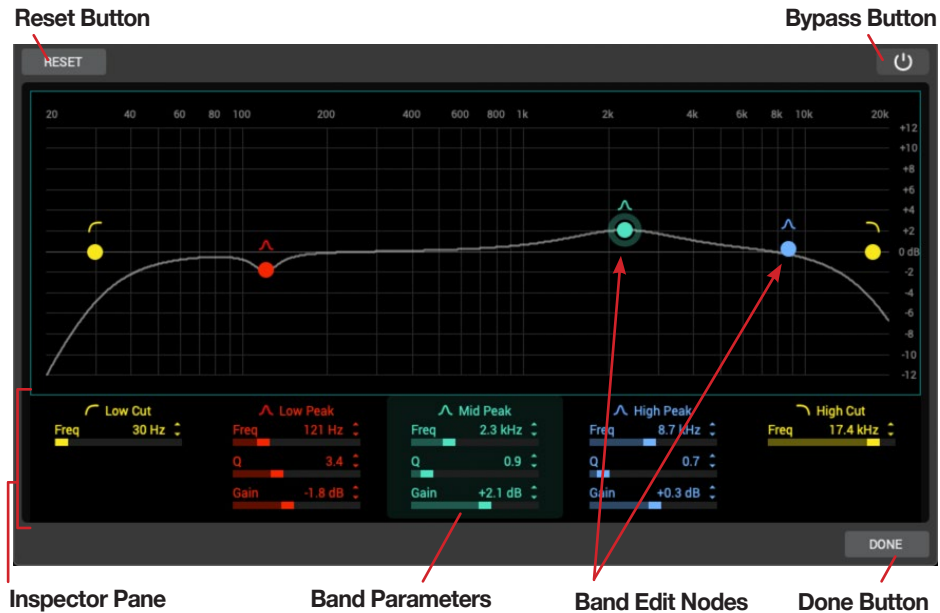 Reset Button
Bypass Button
RESET
20 40 60 80 100 200 400 600 800 1k 2k 4k 6k 8k 10k 20k
+12
+10
+8
+6
+4
+2
0 dB
-2
-4
-6
-8
-10
-12
Low Cut
Freq 30 Hz
Low Peak
Freq 121 Hz
Q 3.4
Gain -1.8 dB
Mid Peak
Freq 2.3 kHz
Q 0.9
Gain +2.1 dB
High Peak
Freq 8.7 kHz
Q 0.7
Gain +0.3 dB
High Cut
Freq 17.4 kHz
DONE
Inspector Pane
Band Parameters
Band Edit Nodes
Done Button